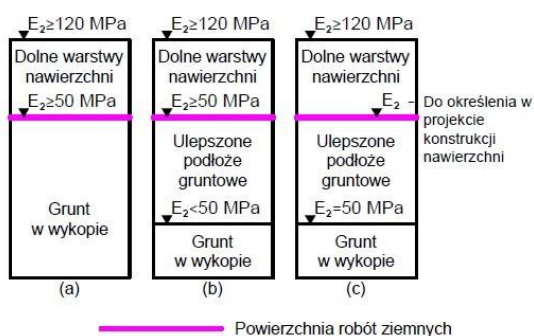 E₂≥120 MPa
Dolne warstwy
nawierzchni
E₂≥50 MPa
Grunt
w wykopie
(a)
E₂≥120 MPa
Dolne warstwy
nawierzchni
E₂≥50 MPa
Ulepszone
podłoże
gruntowe
E₂<50 MPa
Grunt
w wykopie
(b)
E₂≥120 MPa
Dolne warstwy
nawierzchni
E₂ - Do określenia w
projekcie
konstrukcji
nawierzchni
Ulepszone
podłoże
gruntowe
E₂=50 MPa
Grunt
w wykopie
(c)
Powierzchnia robót ziemnych